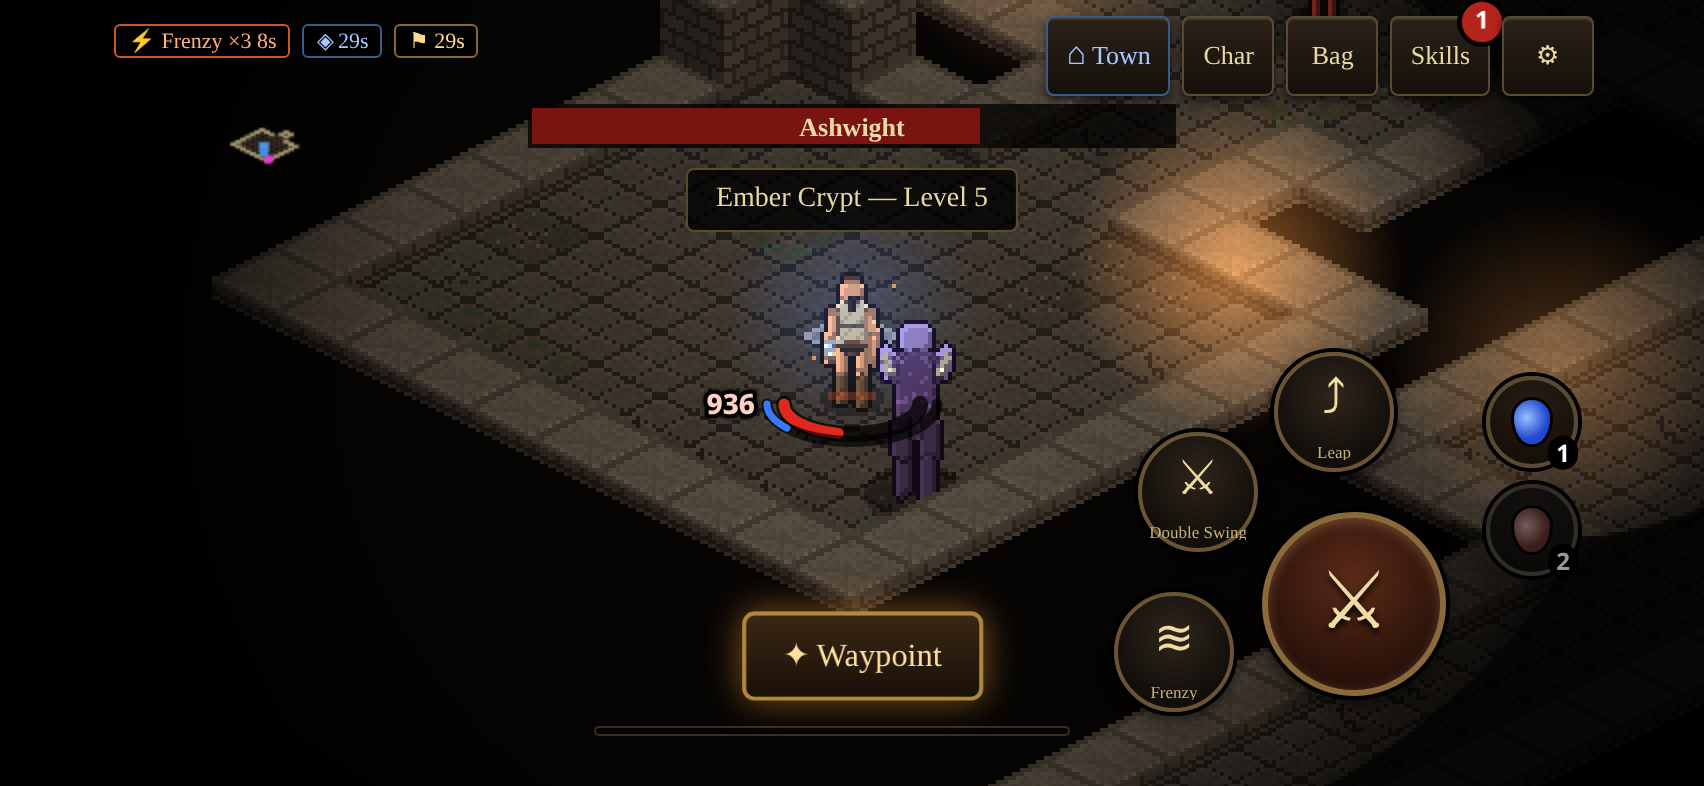 ⚡ Frenzy ×3 8s
◈ 29s
⚑ 29s
⌂ Town
Char
Bag
Skills
1
⚙
Ashwight
Ember Crypt — Level 5
936
Leap
1
Double Swing
2
✦ Waypoint
Frenzy